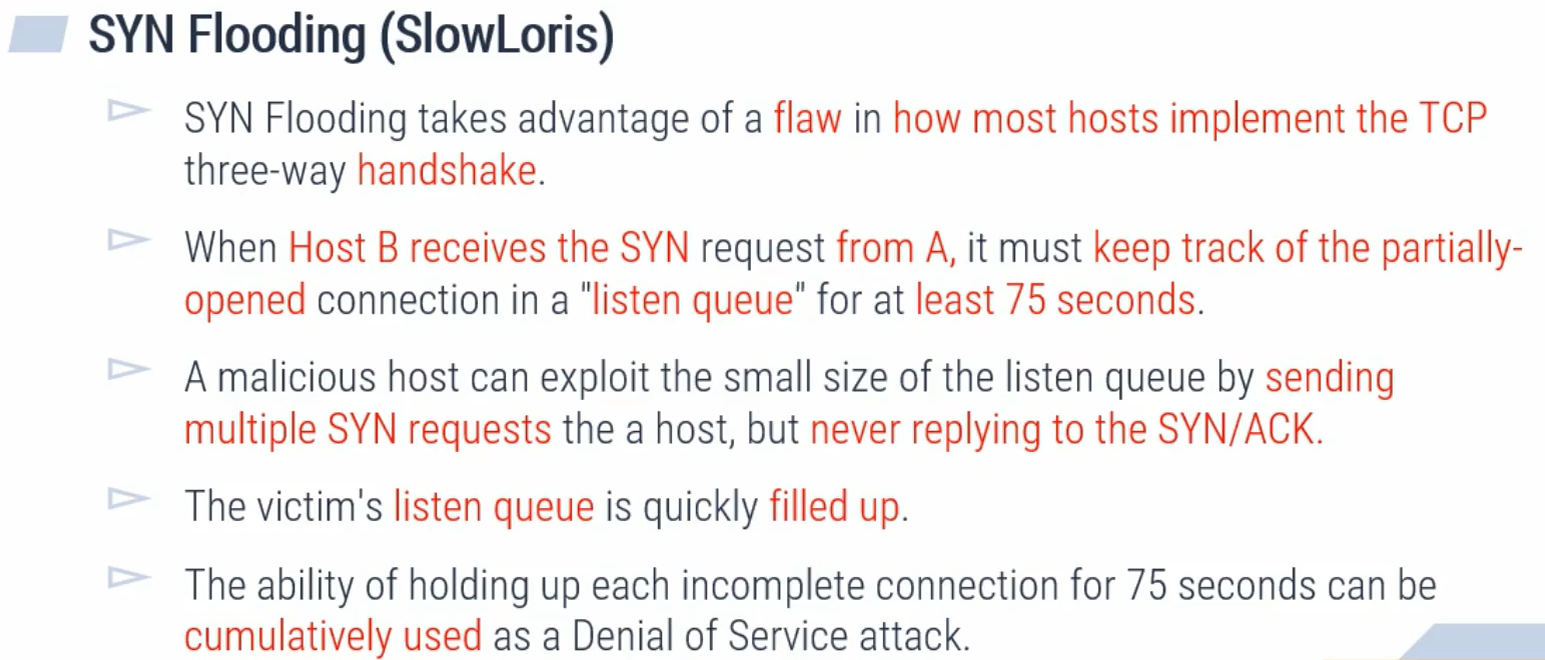 SYN Flooding (SlowLoris)
SYN Flooding takes advantage of a flaw in how most hosts implement the TCP
three-way handshake.
When Host B receives the SYN request from A, it must keep track of the partially-
opened connection in a "listen queue" for at least 75 seconds.
A malicious host can exploit the small size of the listen queue by sending
multiple SYN requests the a host, but never replying to the SYN/ACK.
The victim's listen queue is quickly filled up.
The ability of holding up each incomplete connection for 75 seconds can be
cumulatively used as a Denial of Service attack.